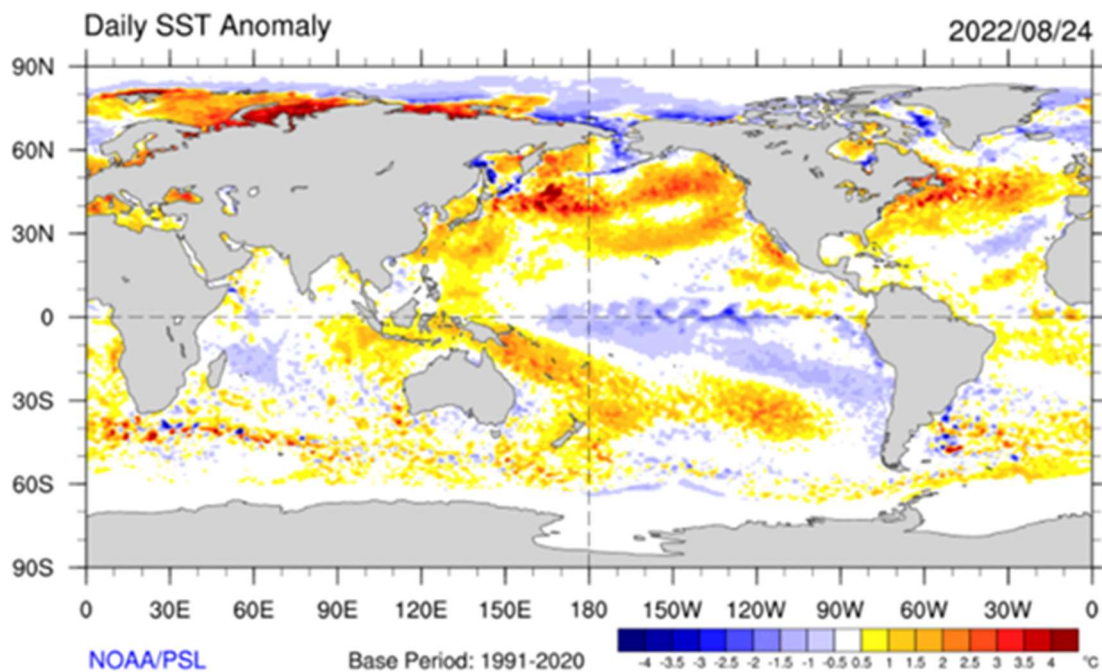 Daily SST Anomaly 2022/08/24
90N
60N
30N
0
30S
60S
90S
0 30E 60E 90E 120E 150E 180 150W 120W 90W 60W 30W 0
NOAA/PSL Base Period: 1991-2020
-4 -3.5 -3 -2.5 -2 -1.5 -1 -0.5 0.5 1 1.5 2 2.5 3 3.5 °C